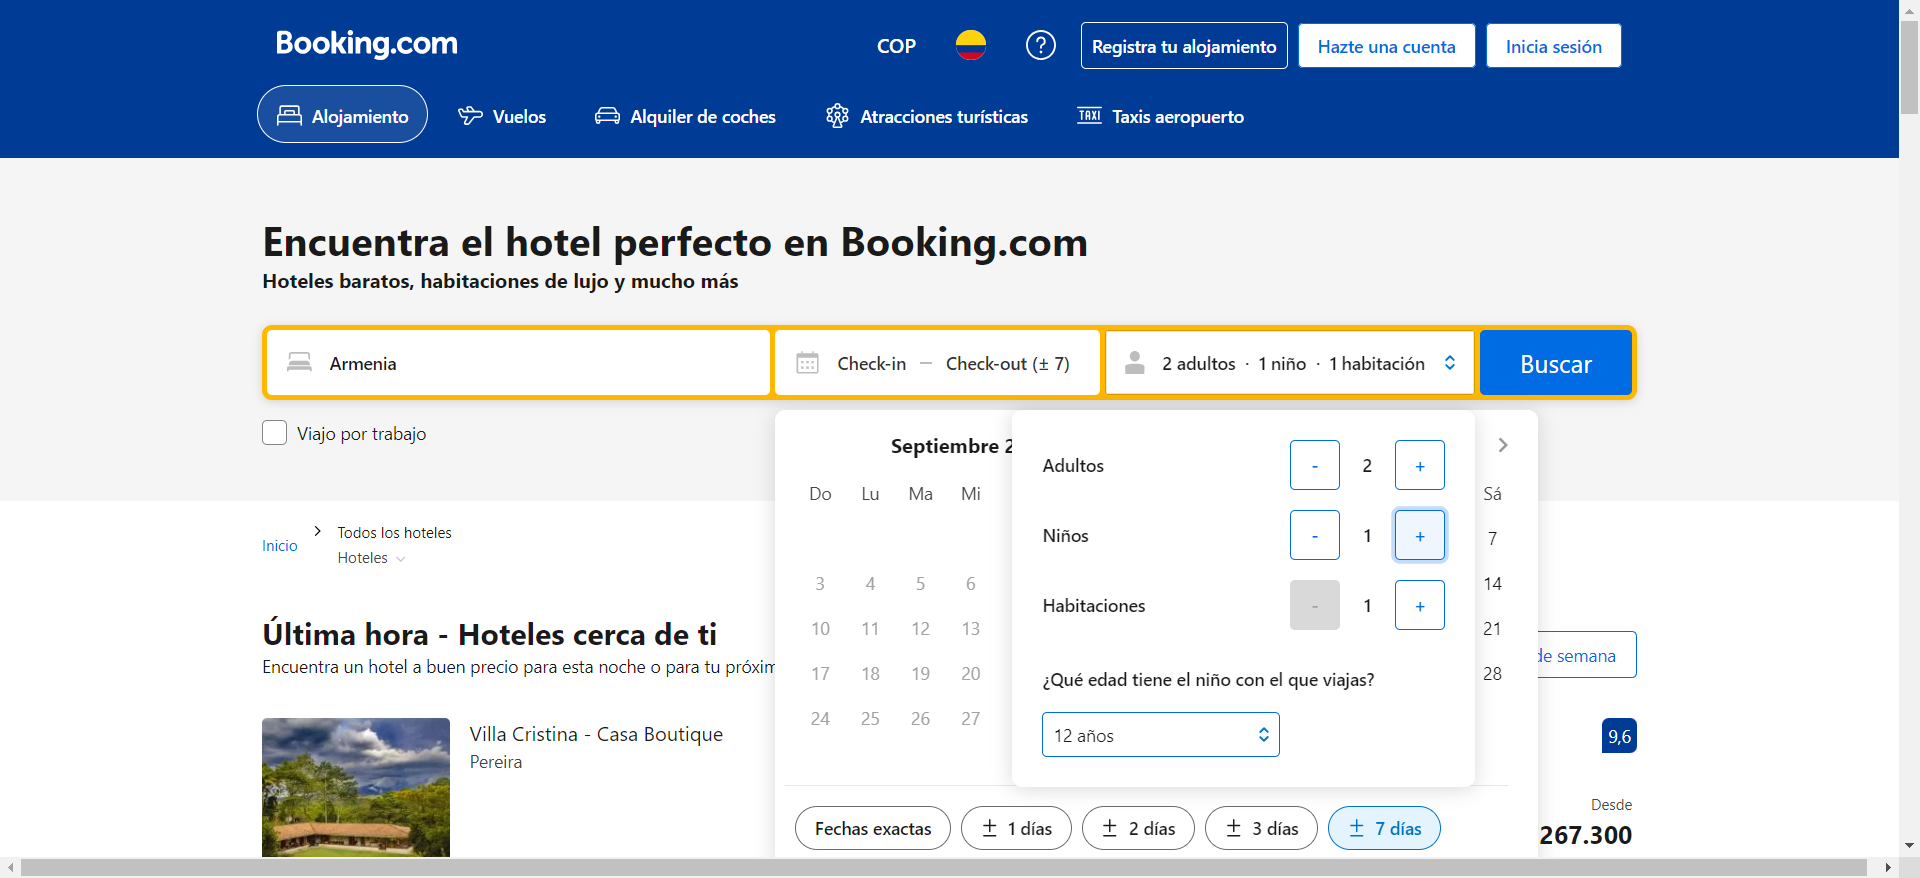 Booking.com
COP
Registra tu alojamiento
Hazte una cuenta
Inicia sesión
Alojamiento
Vuelos
Alquiler de coches
Atracciones turísticas
TAXI Taxis aeropuerto
Encuentra el hotel perfecto en Booking.com
Hoteles baratos, habitaciones de lujo y mucho más
Armenia
Check-in — Check-out (± 7)
2 adultos · 1 niño · 1 habitación
Buscar
Viajo por trabajo
Septiembre 2
Do Lu Ma Mi Sá
7
3 4 5 6 14
10 11 12 13 21
17 18 19 20 28
24 25 26 27
Adultos - 2 +
Niños - 1 +
Habitaciones - 1 +
¿Qué edad tiene el niño con el que viajas?
12 años
Fechas exactas
± 1 días
± 2 días
± 3 días
± 7 días
Inicio
Todos los hoteles
Hoteles
Última hora - Hoteles cerca de ti
Encuentra un hotel a buen precio para esta noche o para tu próxim
de semana
Villa Cristina - Casa Boutique
Pereira
9,6
Desde
267.300